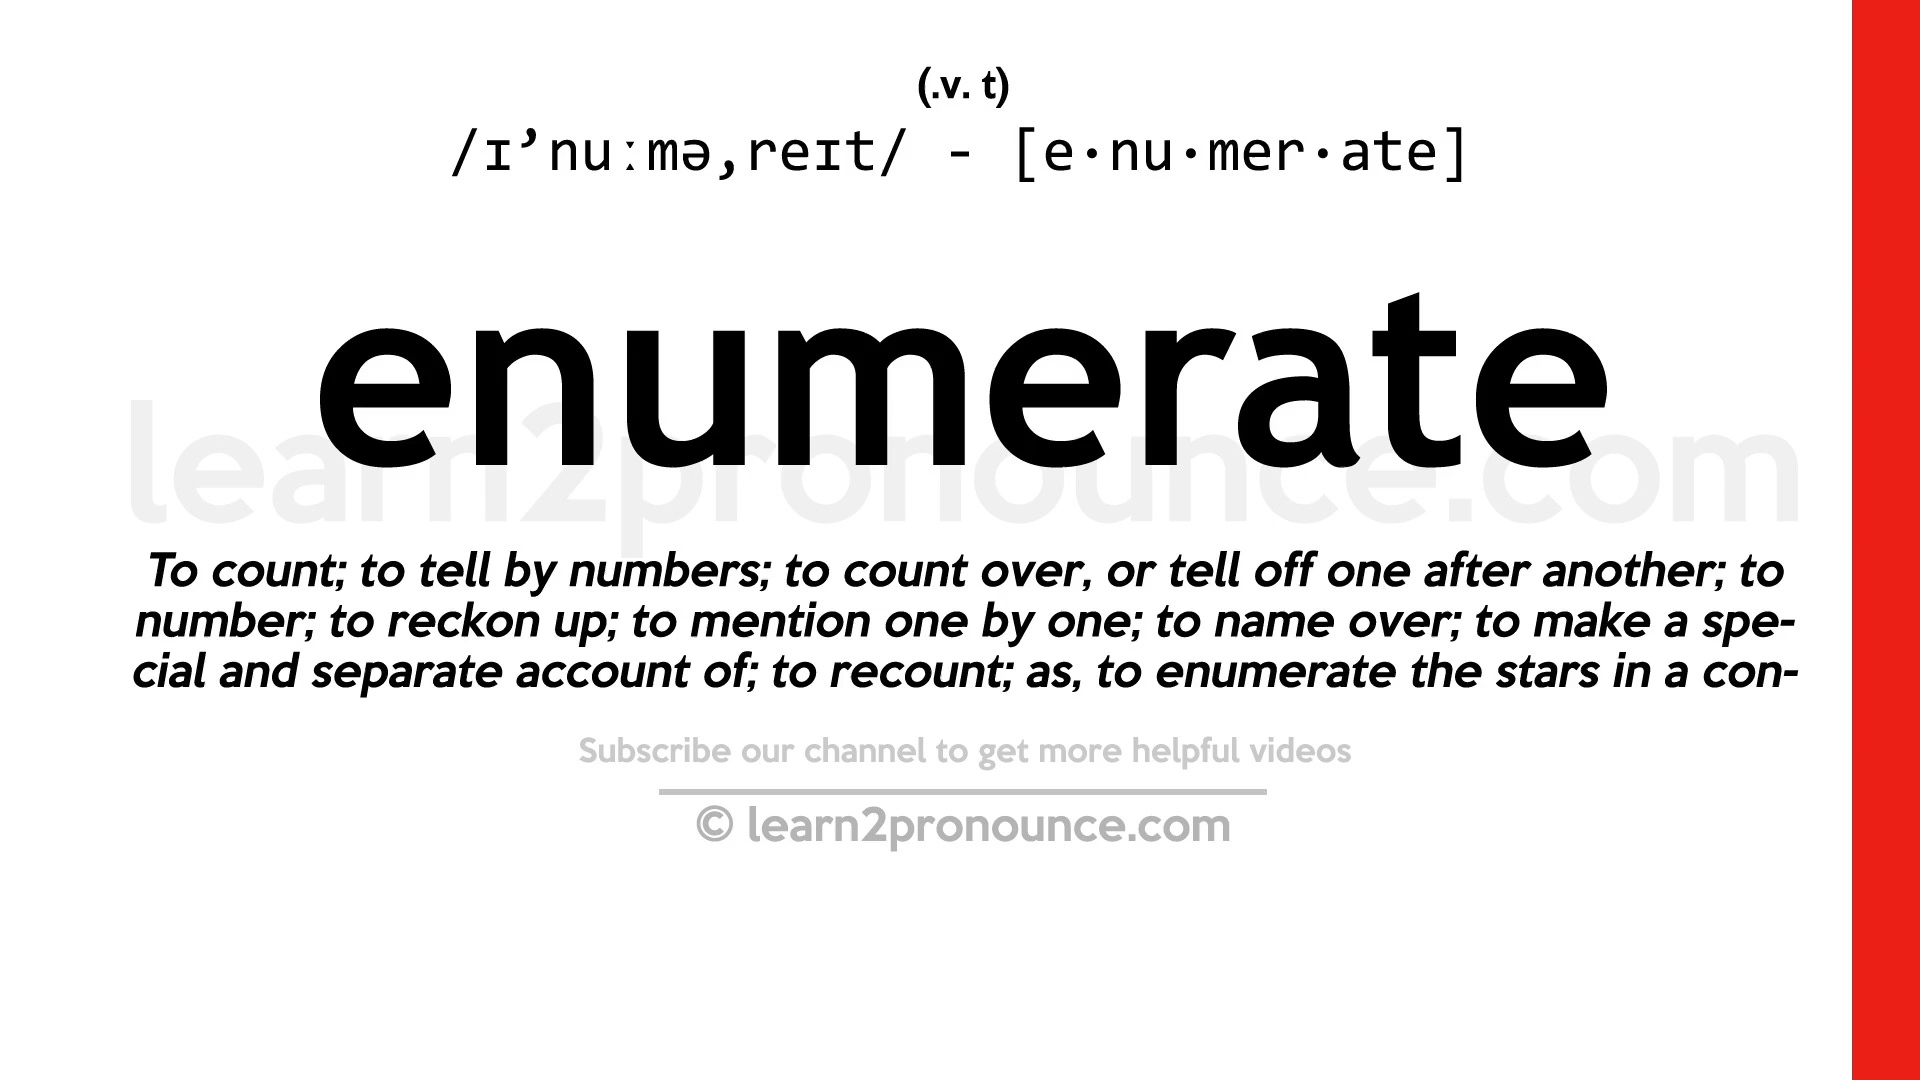 (.v. t)
/ɪ’nuːmə,reɪt/ - [e·nu·mer·ate]
enumerate
learn2pronounce.com
To count; to tell by numbers; to count over, or tell off one after another; to
number; to reckon up; to mention one by one; to name over; to make a spe-
cial and separate account of; to recount; as, to enumerate the stars in a con-
Subscribe our channel to get more helpful videos
© learn2pronounce.com